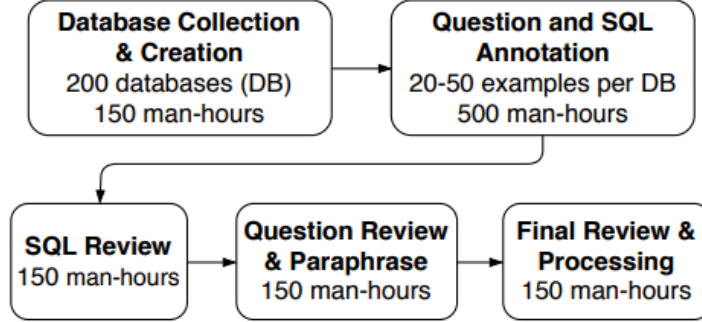 Database Collection
& Creation
200 databases (DB)
150 man-hours
Question and SQL
Annotation
20-50 examples per DB
500 man-hours
SQL Review
150 man-hours
Question Review
& Paraphrase
150 man-hours
Final Review &
Processing
150 man-hours